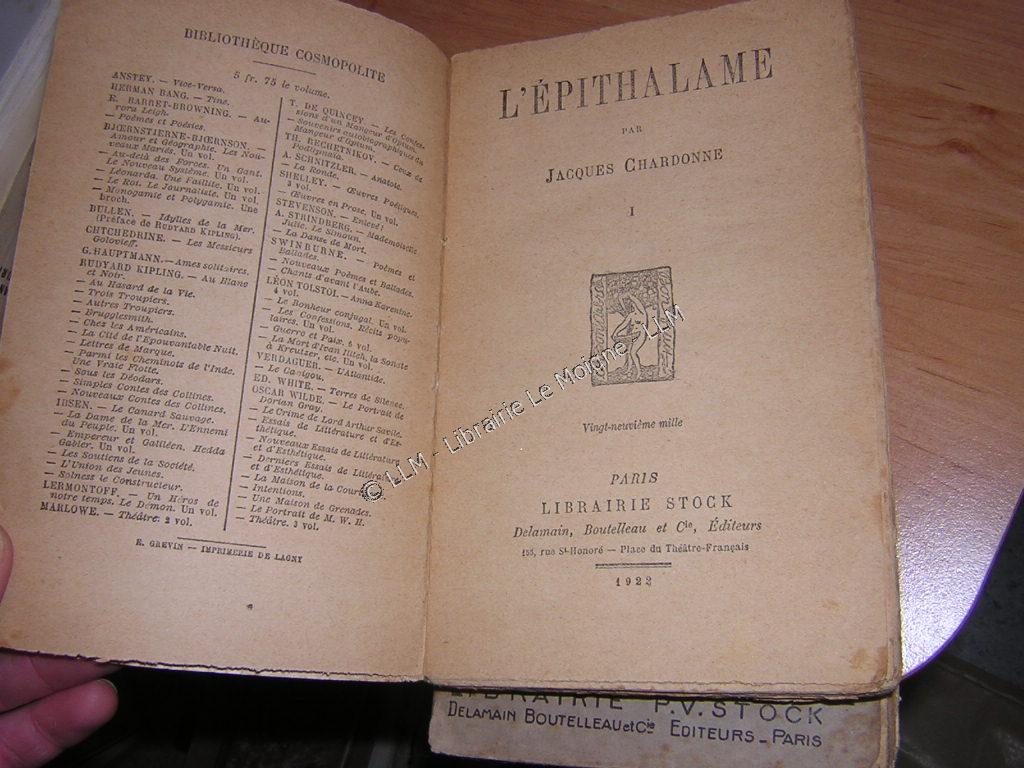 BIBLIOTHÈQUE COSMOPOLITE
5 fr. 75 le volume.
ANSTEY. — Vice-Versa.
HERMAN BANG. — Tine.
E. BARRET-BROWNING. — Au-
rora Leigh.
— Poèmes et Poésies.
BJŒRNSTIERNE-BJŒRNSON. —
Amour et Géographie. Les Nou-
veaux Mariés. Un vol.
— Au-delà des Forces. Un Gant.
Le Nouveau Système. Un vol.
— Léonarda. Une Faillite. Un vol.
— Le Roi. Le Journaliste. Un vol.
— Monogamie et Polygamie. Une
broch.
BULLEN. — Idylles de la Mer.
(Préface de RUDYARD KIPLING).
CHTCHEDRINE. — Les Messieurs
Golovleff.
G. HAUPTMANN. — Ames solitaires.
RUDYARD KIPLING. — Au Blanc
et Noir.
— Au Hasard de la Vie.
— Trois Troupiers.
— Autres Troupiers.
— Brugglesmith.
— Chez les Américains.
— La Cité de l'Epouvantable Nuit.
— Lettres de Marque.
— Parmi les Cheminots de l'Inde.
Une Vraie Flotte.
— Sous les Déodars.
— Simples Contes des Collines.
— Nouveaux Contes des Collines.
IBSEN. — Le Canard Sauvage.
— La Dame de la Mer. L'Ennemi
du Peuple. Un vol.
— Empereur et Galiléen. Hedda
Gabler. Un vol.
— Les Soutiens de la Société.
— L'Union des Jeunes.
— Solness le Constructeur.
LERMONTOFF. — Un Héros de
notre temps. Le Démon. Un vol.
MARLOWE. — Théâtre. 2 vol.
T. DE QUINCEY. — Les Confes-
sions d'un Mangeur d'Opium.
— Souvenirs autobiographiques du
Mangeur d'Opium.
TH. RECHETNIKOV. — Ceux de
Podlipnaïa.
A. SCHNITZLER. — Anatole.
— La Ronde.
SHELLEY. — Œuvres Poétiques.
3 vol.
— Œuvres en Prose. Un vol.
STEVENSON. — Enlevé !
A. STRINDBERG. — Mademoiselle
Julie. Le Simoun.
— La Danse de Mort.
SWINBURNE. — Poèmes et
Ballades.
— Nouveaux Poèmes et Ballades.
— Chants d'avant l'Aube.
LÉON TOLSTOI. — Anna Karenine.
4 vol.
— Le Bonheur conjugal. Un vol.
— Les Confessions. Récits popu-
laires. Un vol.
— Guerre et Paix. 6 vol.
— La Mort d'Ivan Iliich, la Sonate
à Kreutzer, etc. Un vol.
VERDAGUER. — L'Atlantide.
— Le Canigou.
ED. WHITE. — Terres de Silence.
OSCAR WILDE. — Le Portrait de
Dorian Gray.
— Le Crime de Lord Arthur Savile.
— Essais de Littérature et d'Es-
thétique.
— Nouveaux Essais de Littérature
et d'Esthétique.
— Derniers Essais de Littérature
et d'Esthétique.
— La Maison de la Courtisane.
— Intentions.
— Une Maison de Grenades.
— Le Portrait de M. W. H.
— Théâtre. 3 vol.
E. GREVIN — IMPRIMERIE DE LAGNY
L'ÉPITHALAME
PAR
JACQUES CHARDONNE
I
© LLM - Librairie Le Moigne - LLM
Vingt-neuvième mille
PARIS
LIBRAIRIE STOCK
Delamain, Boutelleau et Cie, Éditeurs
155, rue St-Honoré — Place du Théâtre-Français
1922
LIBRAIRIE P.V. STOCK
DELAMAIN BOUTELLEAU et Cie EDITEURS _ PARIS